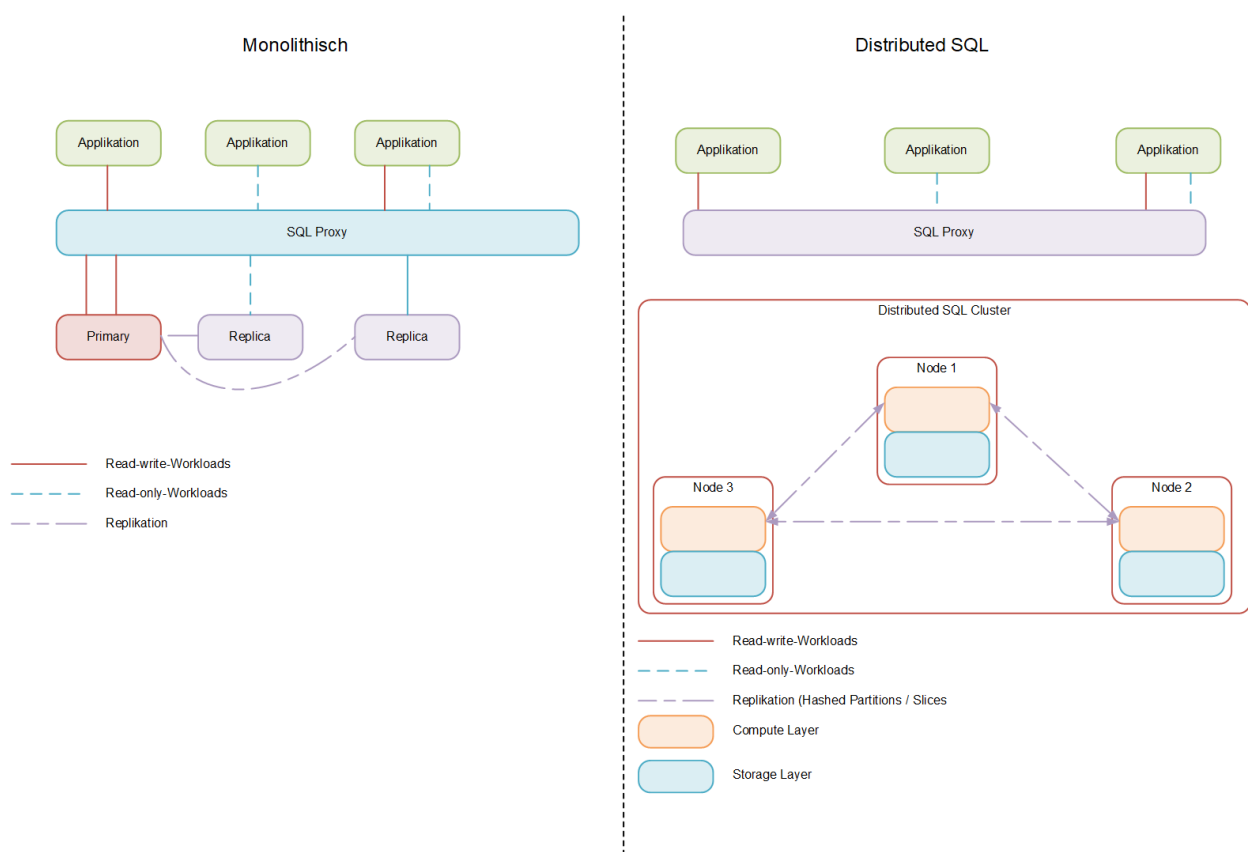 Monolithisch
Applikation
Applikation
Applikation
SQL Proxy
Primary
Replica
Replica
Read-write-Workloads
Read-only-Workloads
Replikation
Distributed SQL
Applikation
Applikation
Applikation
SQL Proxy
Distributed SQL Cluster
Node 1
Node 3
Node 2
Read-write-Workloads
Read-only-Workloads
Replikation (Hashed Partitions / Slices
Compute Layer
Storage Layer